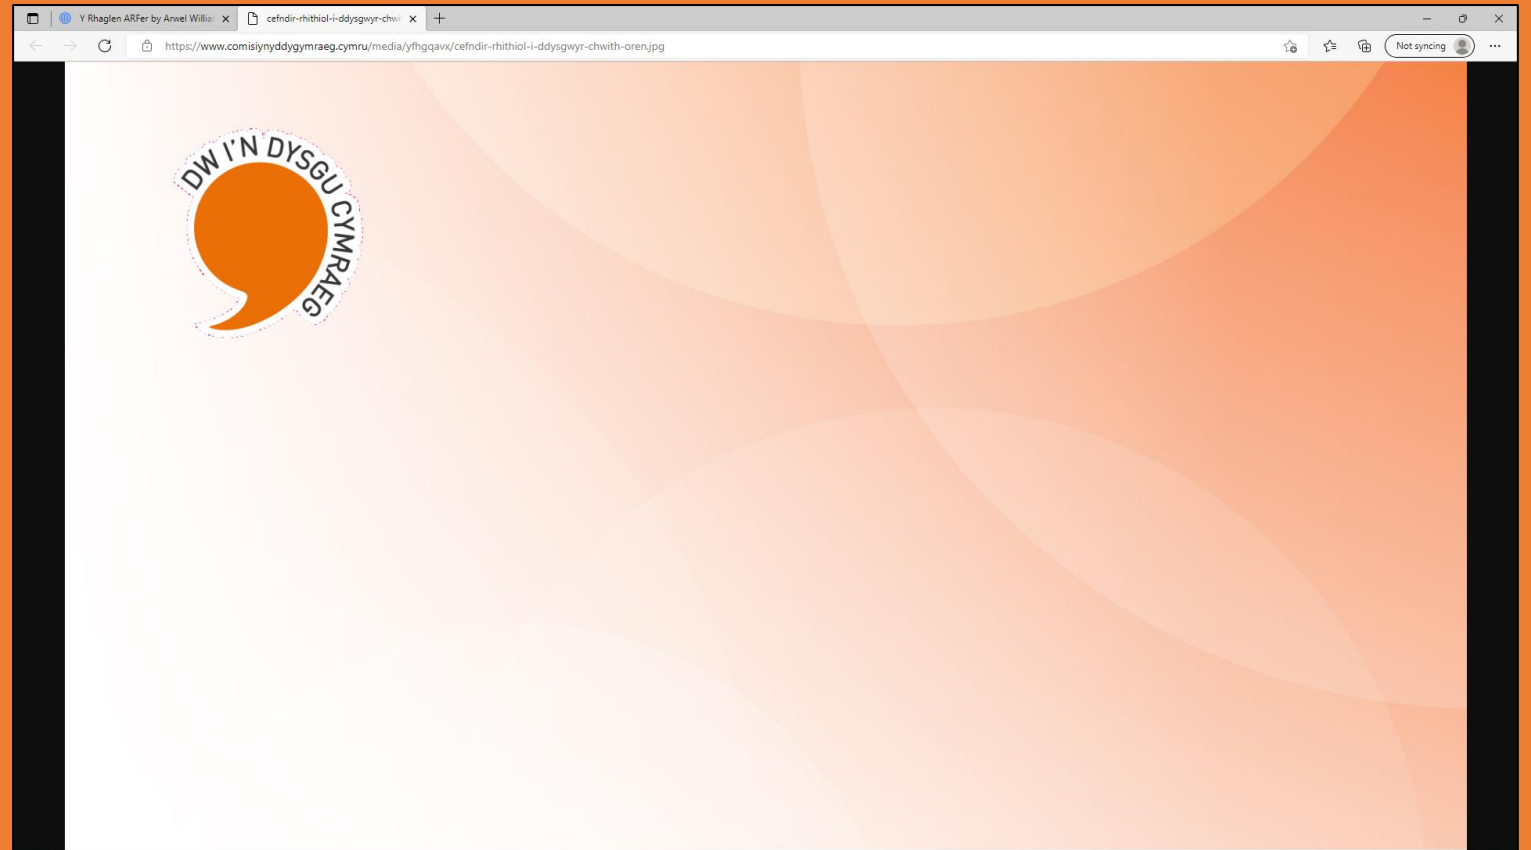 Y Rhaglen ARFer by Arwel Willia
cefndir-rhithiol-i-ddysgwyr-chwi
https://www.comisiynyddygymraeg.cymru/media/yfhgqavx/cefndir-rhithiol-i-ddysgwyr-chwith-oren.jpg
Not syncing
DW I'N DYSGU CYMRAEG